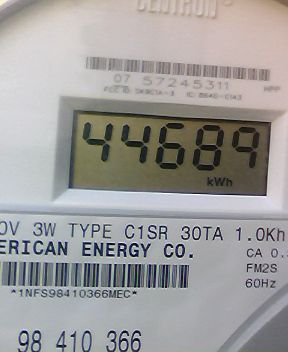 CENTRON
07 57245311
44689
kWh
0V 3W TYPE C1SR 30TA 1.0Kh
ERICAN ENERGY CO. CA 0.
FM2S
*1NFS98410366MEC* 60Hz
98 410 366